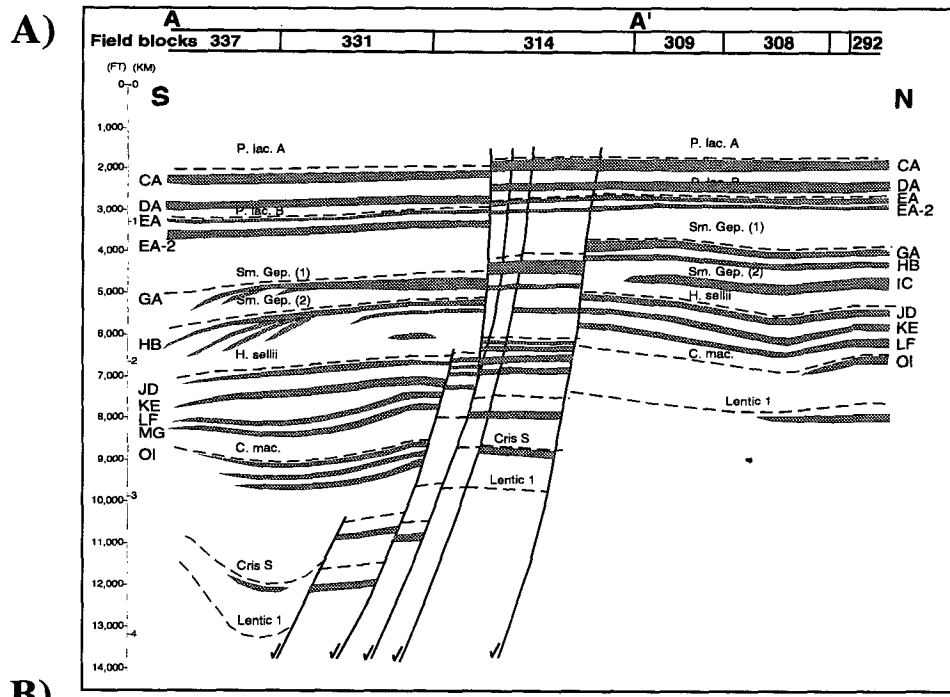 A)
A A'
Field blocks 337 331 314 309 308 292
(FT) (KM)
0 0
S N
1,000
P. lac. A P. lac. A
2,000
CA CA
DA DA
3,000
1
EA P. lac. B EA
EA-2 EA-2
4,000
Sm. Gep. (1)
GA
HB
Sm. Gep. (1) Sm. Gep. (2) IC
5,000
GA Sm. Gep. (2) H. sellii
JD
6,000
HB KE
H. sellii C. mac. LF
2 OI
7,000
JD
KE Lentic 1
8,000
LF
MG
Cris S
OI C. mac.
9,000
Lentic 1
3
10,000
11,000
Cris S
12,000
Lentic 1
13,000
4
14,000
B)